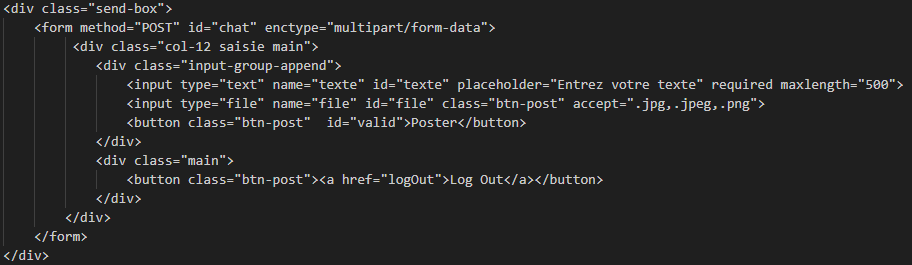 <div class="send-box">
<form method="POST" id="chat" enctype="multipart/form-data">
<div class="col-12 saisie main">
<div class="input-group-append">
<input type="text" name="texte" id="texte" placeholder="Entrez votre texte" required maxlength="500">
<input type="file" name="file" id="file" class="btn-post" accept=".jpg,.jpeg,.png">
<button class="btn-post"  id="valid">Poster</button>
</div>
<div class="main">
<button class="btn-post"><a href="logOut">Log Out</a></button>
</div>
</div>
</form>
</div>